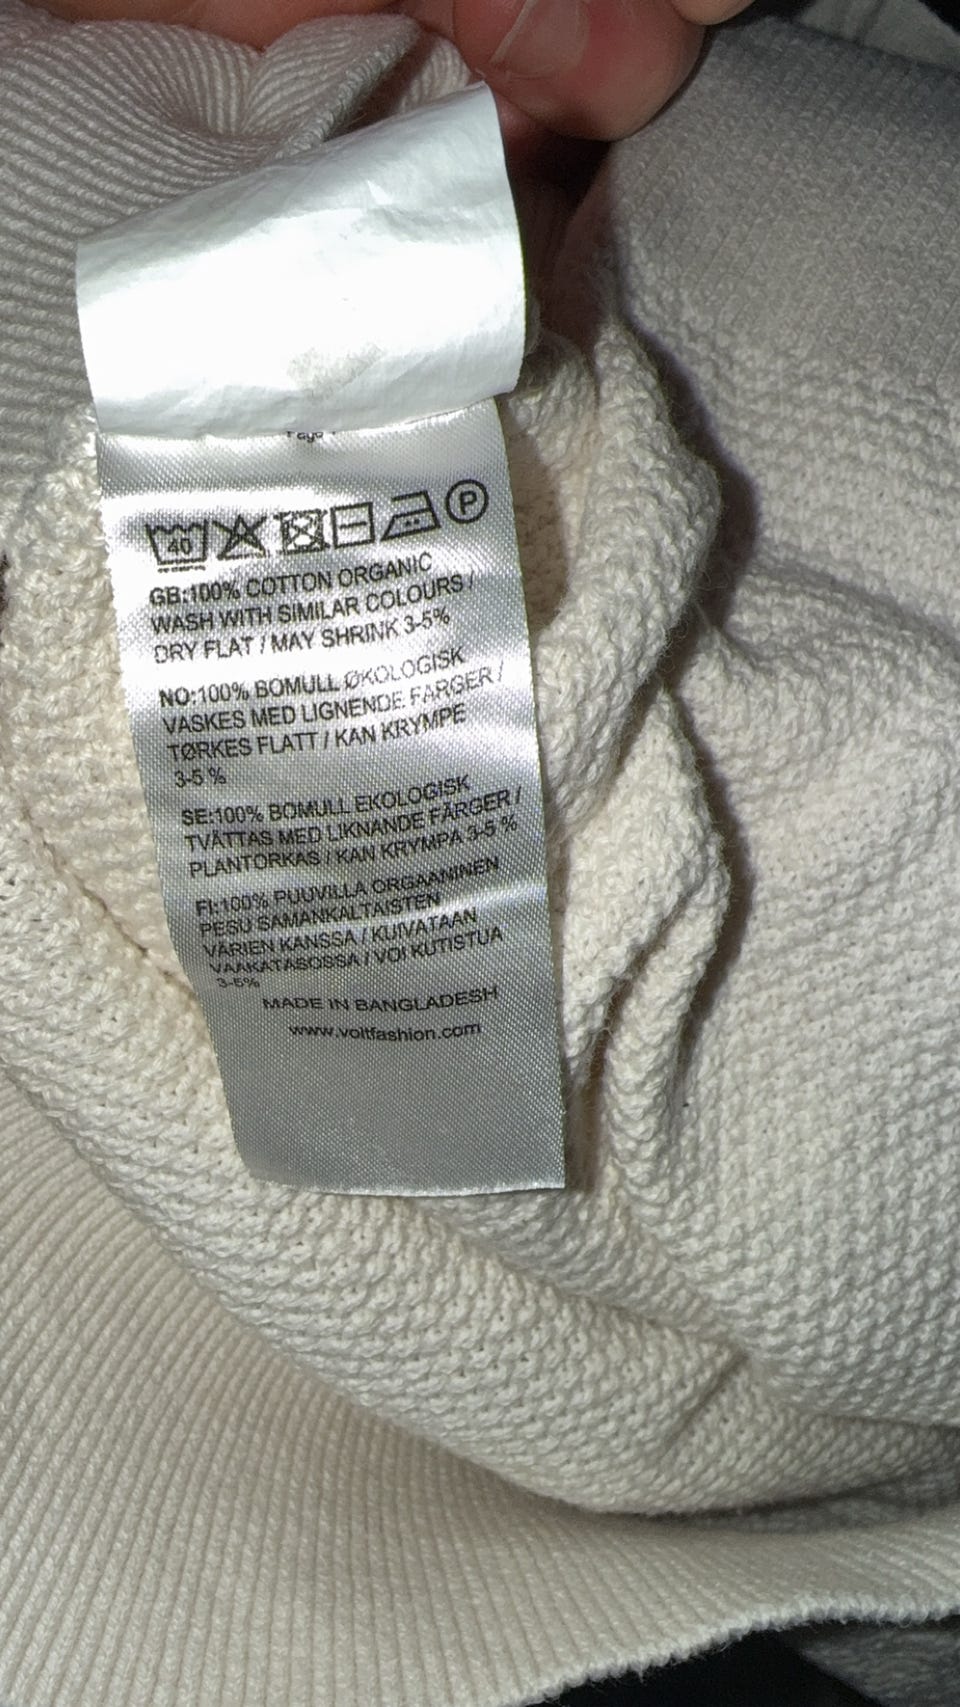 40
P
GB:100% COTTON ORGANIC
WASH WITH SIMILAR COLOURS /
DRY FLAT / MAY SHRINK 3-5%
NO:100% BOMULL ØKOLOGISK
VASKES MED LIGNENDE FARGER /
TØRKES FLATT / KAN KRYMPE
3-5 %
SE:100% BOMULL EKOLOGISK
TVÄTTAS MED LIKNANDE FÄRGER /
PLANTORKAS / KAN KRYMPA 3-5 %
FI:100% PUUVILLA ORGAANINEN
PESU SAMANKALTAISTEN
VÄRIEN KANSSA / KUIVATAAN
VAAKATASOSSA / VOI KUTISTUA
3-5%
MADE IN BANGLADESH
www.voltfashion.com